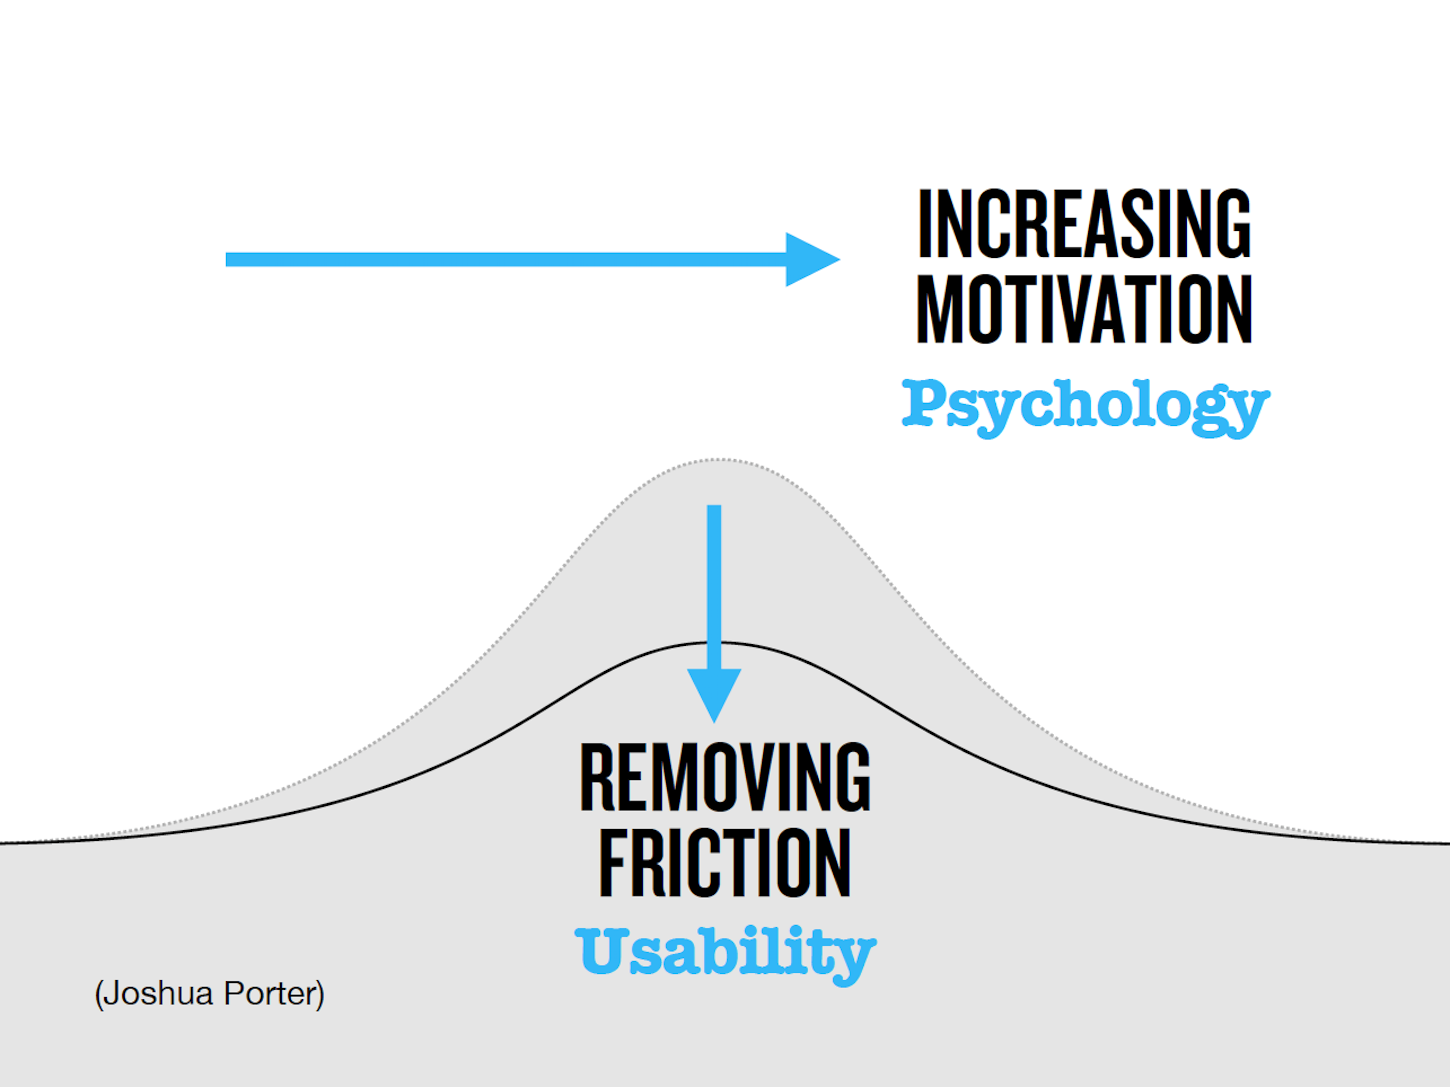 INCREASING
MOTIVATION
Psychology
REMOVING
FRICTION
Usability
(Joshua Porter)